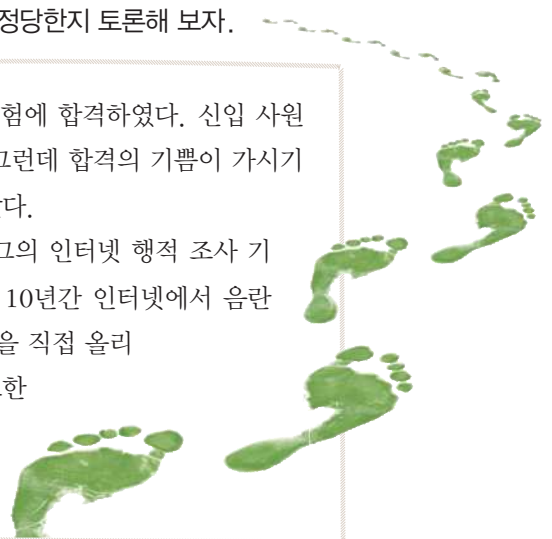 정당한지 토론해 보자.
험에 합격하였다. 신입 사원
그런데 합격의 기쁨이 가시기
다.
그의 인터넷 행적 조사 기
10년간 인터넷에서 음란
을 직접 올리
한